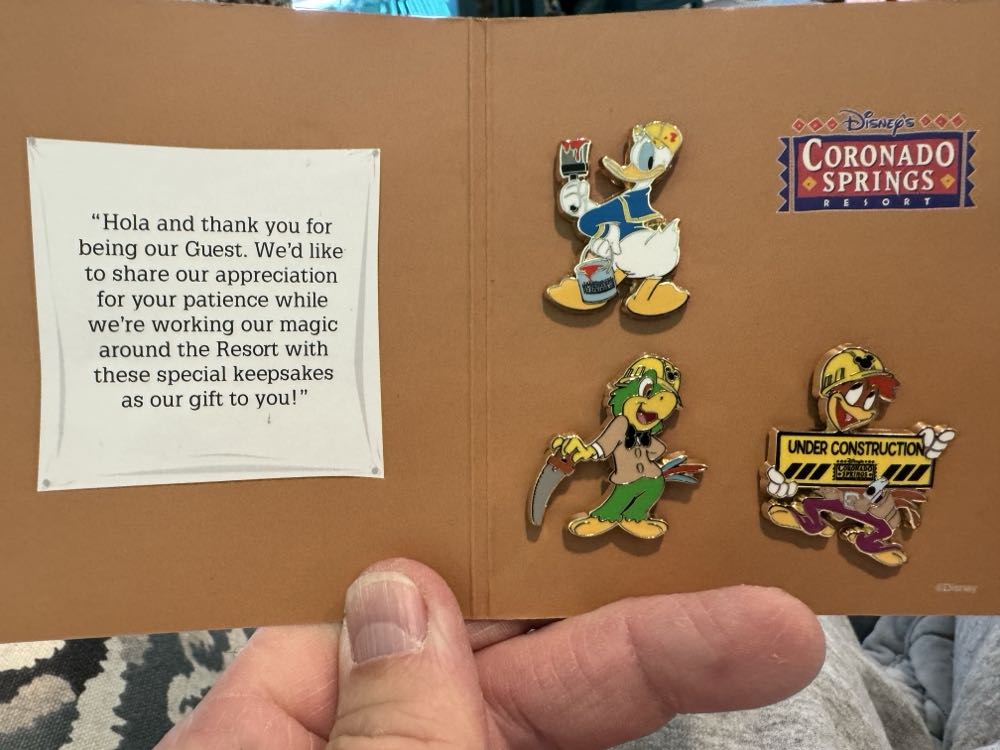 “Hola and thank you for
being our Guest. We’d like
to share our appreciation
for your patience while
we’re working our magic
around the Resort with
these special keepsakes
as our gift to you!”
Disney's
CORONADO
SPRINGS
RESORT
UNDER CONSTRUCTION
CORONADO
SPRINGS
©Disney